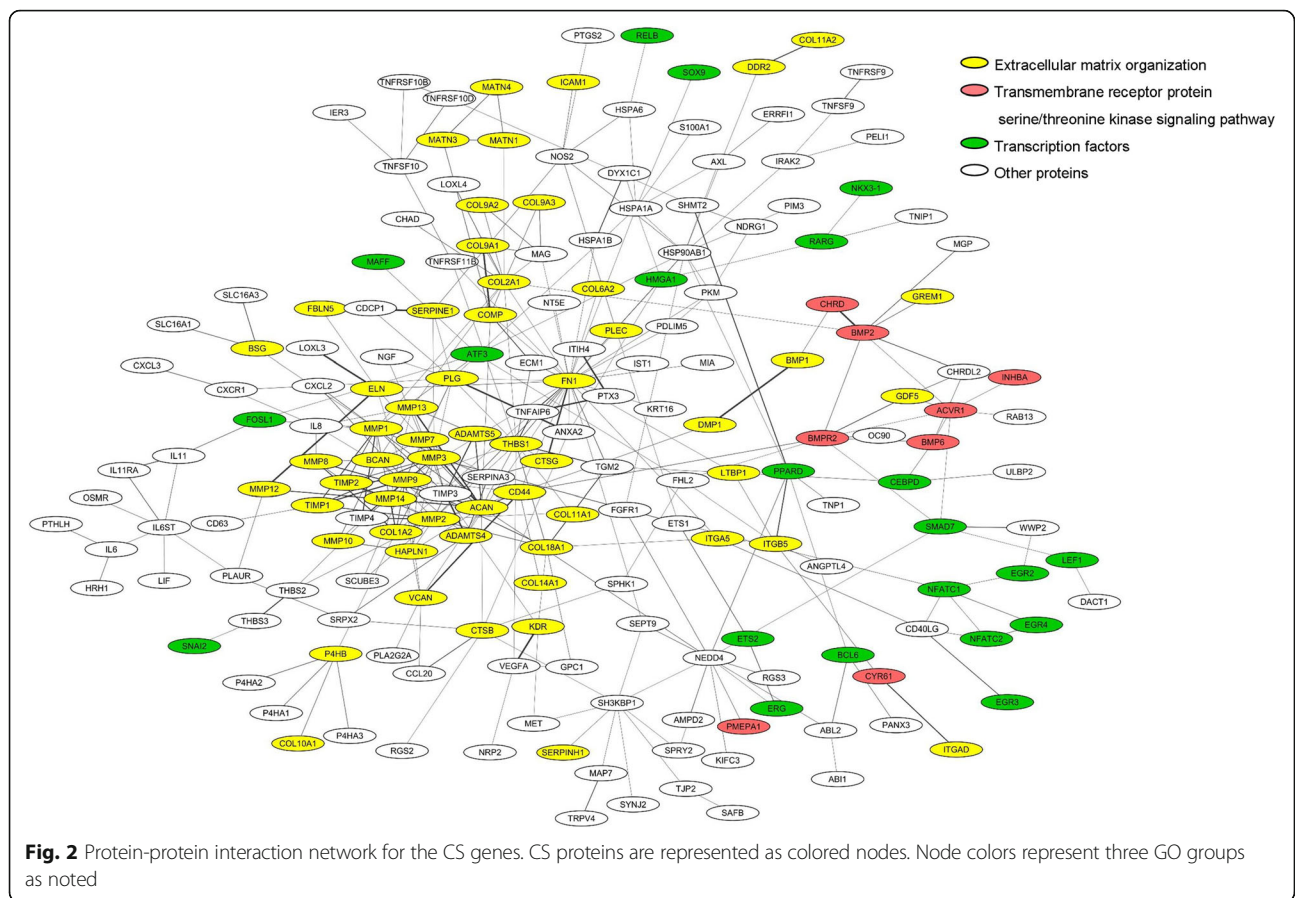 PTGS2
RELB
COL11A2
SOX9
DDR2
TNFRSF9
TNFRSF10B
MATN4
ICAM1
TNFRSF10D
TNFSF9
ERRFI1
IER3
HSPA6
S100A1
PELI1
MATN3
MATN1
NOS2
AXL
IRAK2
TNFSF10
DYX1C1
LOXL4
NKX3-1
COL9A2
COL9A3
HSPA1A
SHMT2
PIM3
CHAD
NDRG1
TNIP1
COL9A1
MAG
HSPA1B
HSP90AB1
RARG
MGP
MAFF
TNFRSF11B
COL2A1
COL6A2
HMGA1
PKM
SLC16A3
FBLN5
CDCP1
SERPINE1
COMP
NT5E
CHRD
GREM1
SLC16A1
PLEC
PDLIM5
BMP2
BSG
LOXL3
NGF
ATF3
ECM1
ITIH4
IST1
MIA
BMP1
CHRDL2
INHBA
CXCL3
CXCR1
CXCL2
ELN
PLG
FN1
PTX3
GDF5
ACVR1
FOSL1
IL8
MMP13
TNFAIP6
KRT16
DMP1
RAB13
MMP1
MMP7
ADAMTS5
THBS1
ANXA2
BMPR2
OC90
BMP6
IL11
MMP8
BCAN
MMP3
CTSG
TGM2
LTBP1
PPARD
CEBPD
ULBP2
IL11RA
TIMP2
MMP9
SERPINA3
FHL2
OSMR
MMP12
TIMP1
MMP14
TIMP3
CD44
ACAN
COL11A1
FGFR1
TNP1
PTHLH
IL6ST
CD63
TIMP4
MMP2
ETS1
SMAD7
WWP2
IL6
MMP10
COL1A2
ADAMTS4
COL18A1
ITGA5
ITGB5
HAPLN1
ANGPTL4
LEF1
HRH1
LIF
PLAUR
SCUBE3
COL14A1
SPHK1
NFATC1
EGR2
THBS2
VCAN
DACT1
THBS3
SRPX2
CTSB
KDR
SEPT9
ETS2
CD40LG
NFATC2
EGR4
SNAI2
P4HB
PLA2G2A
VEGFA
GPC1
NEDD4
BCL6
P4HA2
CCL20
RGS3
CYR61
P4HA1
SH3KBP1
ERG
EGR3
COL10A1
P4HA3
RGS2
NRP2
MET
AMPD2
PMEPA1
ABL2
PANX3
SERPINH1
SPRY2
KIFC3
ITGAD
MAP7
ABI1
TJP2
TRPV4
SYNJ2
SAFB
Extracellular matrix organization
Transmembrane receptor protein
serine/threonine kinase signaling pathway
Transcription factors
Other proteins
Fig. 2 Protein-protein interaction network for the CS genes. CS proteins are represented as colored nodes. Node colors represent three GO groups
as noted